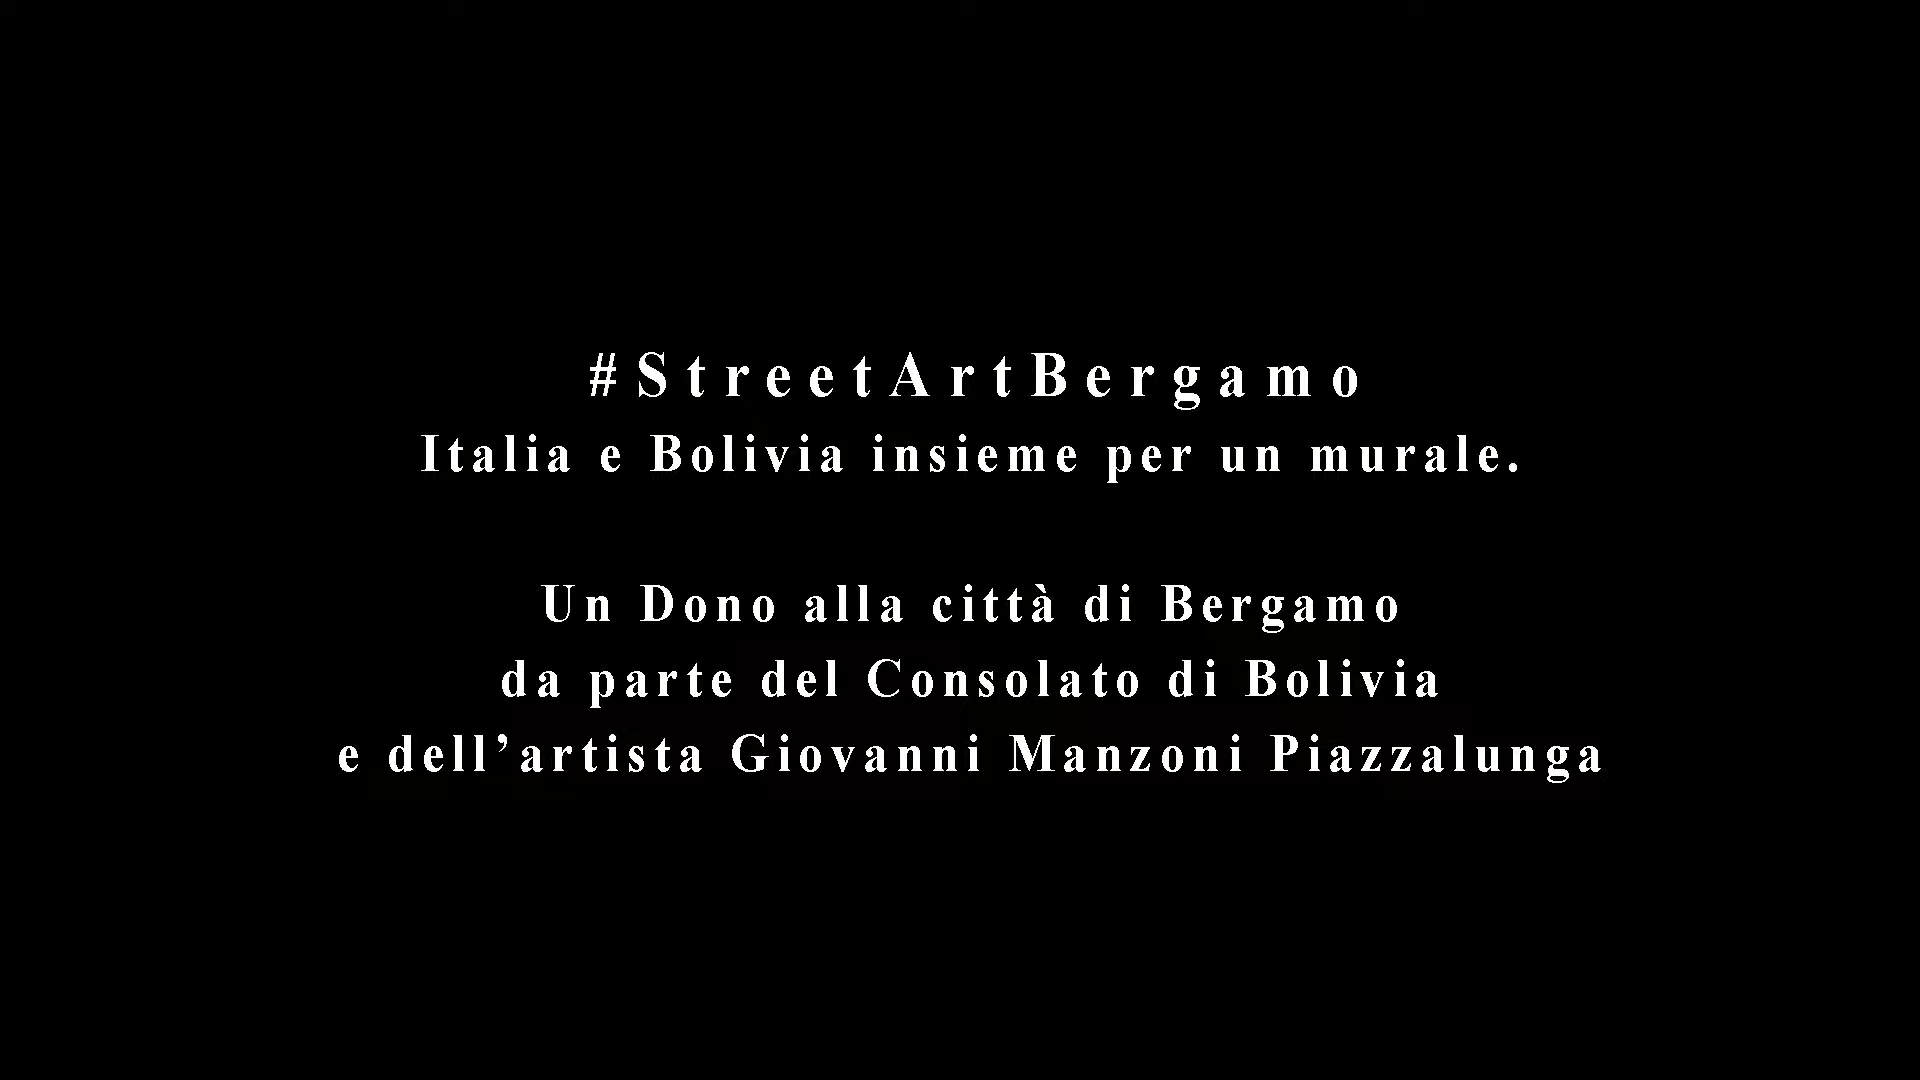 #StreetArtBergamo
Italia e Bolivia insieme per un murale.
Un Dono alla città di Bergamo
da parte del Consolato di Bolivia
e dell’artista Giovanni Manzoni Piazzalunga